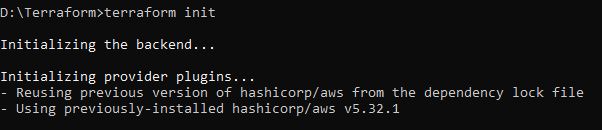 D:\Terraform>terraform init
Initializing the backend...
Initializing provider plugins...
- Reusing previous version of hashicorp/aws from the dependency lock file
- Using previously-installed hashicorp/aws v5.32.1